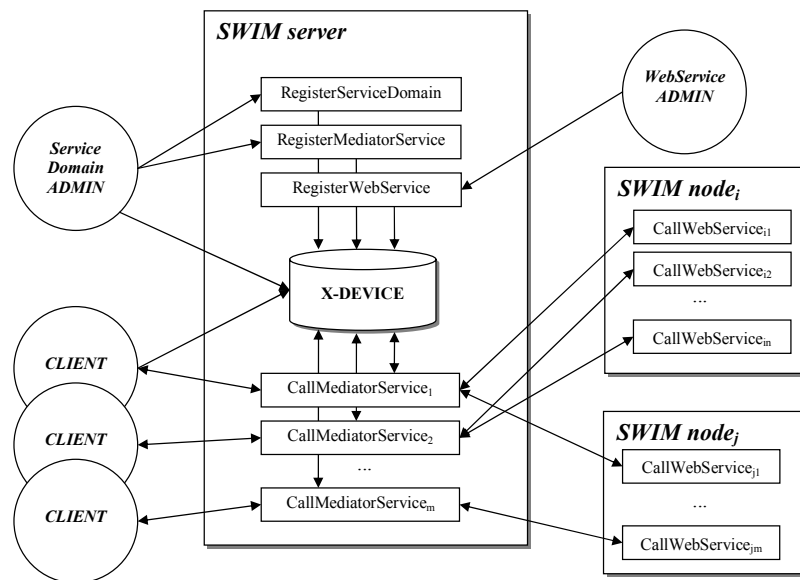 SWIM server
RegisterServiceDomain
RegisterMediatorService
RegisterWebService
WebService
ADMIN
Service
Domain
ADMIN
X-DEVICE
SWIM nodeᵢ
CallWebServiceᵢ₁
CallWebServiceᵢ₂
...
CallWebServiceᵢₙ
CLIENT
CLIENT
CLIENT
CallMediatorService₁
CallMediatorService₂
...
CallMediatorServiceₘ
SWIM nodeⱼ
CallWebServiceⱼ₁
...
CallWebServiceⱼₘ